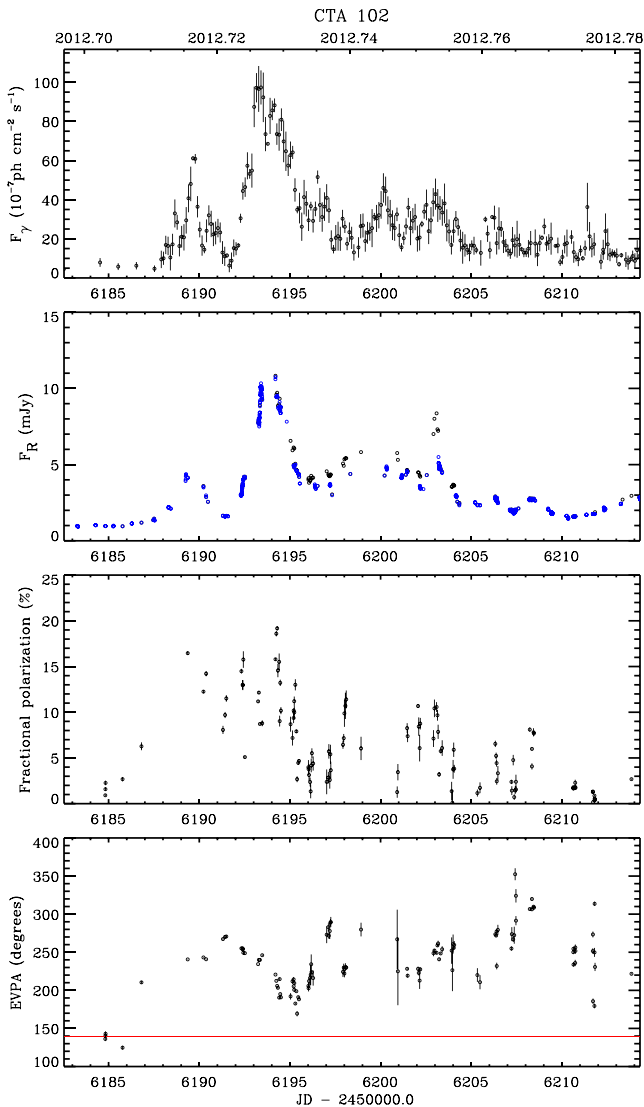 CTA 102
2012.70 2012.72 2012.74 2012.76 2012.78
100
80
60
40
20
0
F_γ (10⁻⁷ph cm⁻² s⁻¹)
6185 6190 6195 6200 6205 6210
15
10
5
0
F_R (mJy)
6185 6190 6195 6200 6205 6210
25
20
15
10
5
0
Fractional polarization (%)
6185 6190 6195 6200 6205 6210
400
350
300
250
200
150
100
EVPA (degrees)
6185 6190 6195 6200 6205 6210
JD − 2450000.0